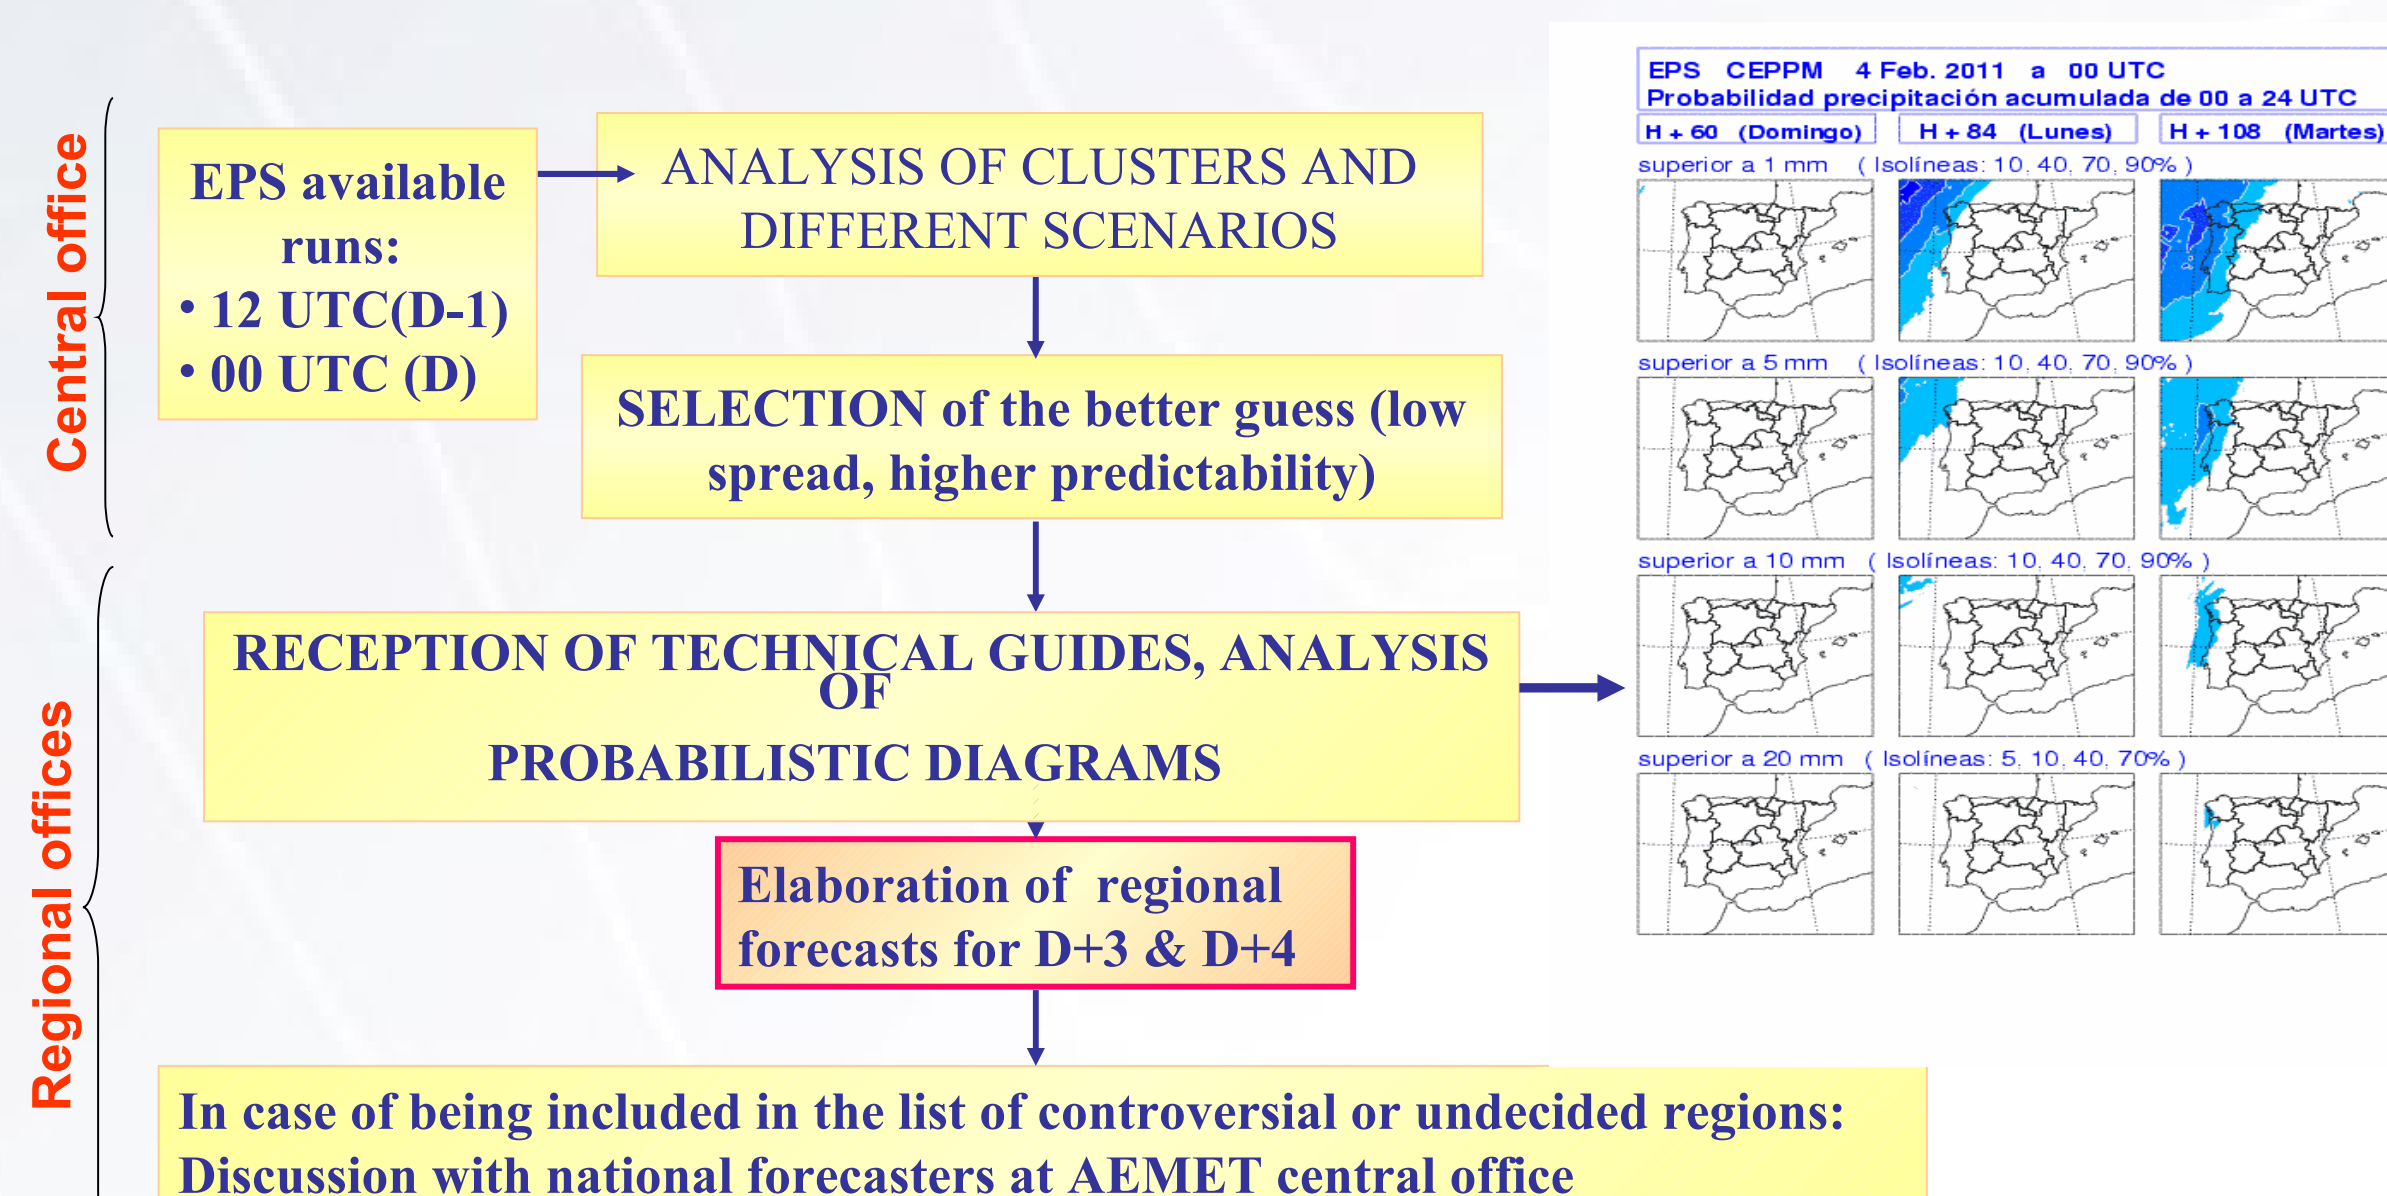 Central office
EPS available
runs:
• 12 UTC(D-1)
• 00 UTC (D)
ANALYSIS OF CLUSTERS AND
DIFFERENT SCENARIOS
SELECTION of the better guess (low
spread, higher predictability)
Regional offices
RECEPTION OF TECHNICAL GUIDES, ANALYSIS
OF
PROBABILISTIC DIAGRAMS
Elaboration of regional
forecasts for D+3 & D+4
In case of being included in the list of controversial or undecided regions:
Discussion with national forecasters at AEMET central office
EPS CEPPM 4 Feb. 2011 a 00 UTC
Probabilidad precipitación acumulada de 00 a 24 UTC
H + 60 (Domingo) H + 84 (Lunes) H + 108 (Martes)
superior a 1 mm ( Isolíneas: 10, 40, 70, 90% )
superior a 5 mm ( Isolíneas: 10, 40, 70, 90% )
superior a 10 mm ( Isolíneas: 10, 40, 70, 90% )
superior a 20 mm ( Isolíneas: 5, 10, 40, 70% )